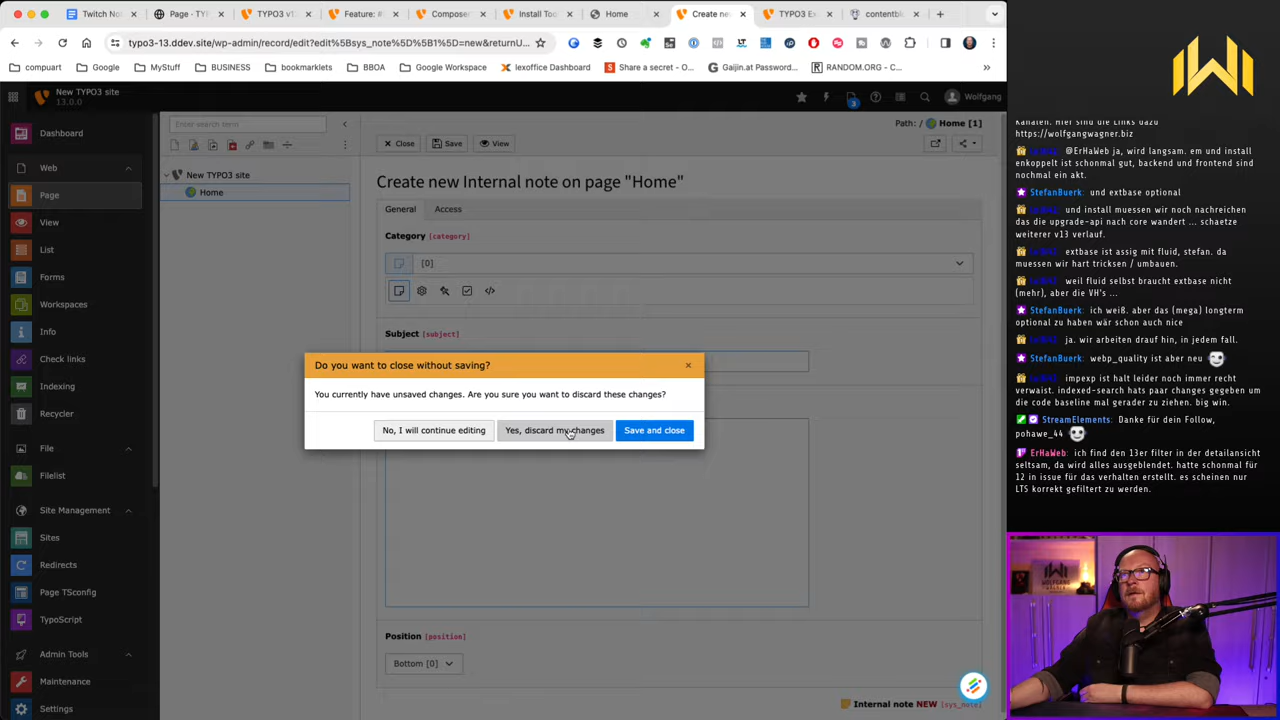 Twitch No
Page - TYP
TYPO3 v1
Feature: #
Composer
Install Too
Home
Create new
TYPO3 Ex
contentbl
typo3-13.ddev.site/wp-admin/record/edit?edit%5Bsys_note%5D%5B1%5D=new&returnU...
compuart
Google
MyStuff
BUSINESS
bookmarklets
BBOA
Google Workspace
lexoffice Dashboard
Share a secret - O...
Gaijin.at Password...
RANDOM.ORG - C...
»
New TYPO3 site
13.0.0
3
Wolfgang
Dashboard
Web
Page
View
List
Forms
Workspaces
Info
Check links
Indexing
Recycler
File
Filelist
Site Management
Sites
Redirects
Page TSconfig
TypoScript
Admin Tools
Maintenance
Settings
Enter search term
New TYPO3 site
Home
Path: / Home [1]
Close
Save
View
Create new Internal note on page "Home"
General
Access
Category [category]
[0]
Subject [subject]
Do you want to close without saving?
You currently have unsaved changes. Are you sure you want to discard these changes?
No, I will continue editing
Yes, discard my changes
Save and close
Position [position]
Bottom [0]
Internal note NEW [sys_note]
Kanälen. Hier sind die Links dazu
https://wolfgangwagner.biz
@ErHaWeb ja, wird langsam. em und install
enkoppelt ist schonmal gut, backend und frontend sind
nochmal ein akt.
StefanBuerk: und extbase optional
und install muessen wir noch nachreichen
das die upgrade-api nach core wandert ... schaetze
weiterer v13 verlauf.
extbase ist assig mit fluid, stefan. da
muessen wir hart tricksen / umbauen.
weil fluid selbst braucht extbase nicht
(mehr), aber die VH's ...
StefanBuerk: ich weiß. aber das (mega) longterm
optional zu haben wär schon auch nice
ja. wir arbeiten drauf hin, in jedem fall.
StefanBuerk: webp_quality ist aber neu
impexp ist halt leider noch immer recht
verwaist. indexed-search hats paar changes gegeben um
die code baseline mal gerader zu ziehen. big win.
StreamElements: Danke für dein Follow,
pohawe_44
ErHaWeb: ich find den 13er filter in der detailansicht
seltsam, da wird alles ausgeblendet. hatte schonmal für
12 in issue für das verhalten erstellt. es scheinen nur
LTS korrekt gefiltert zu werden.